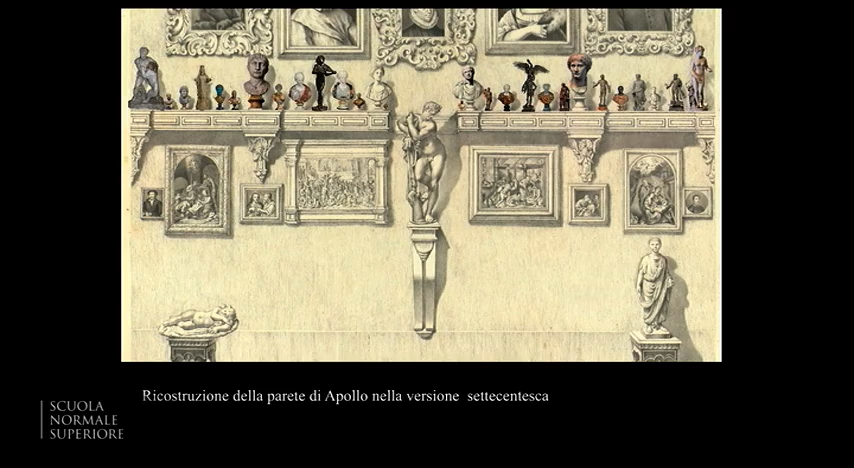 Ricostruzione della parete di Apollo nella versione settecentesca
SCUOLA
NORMALE
SUPERIORE